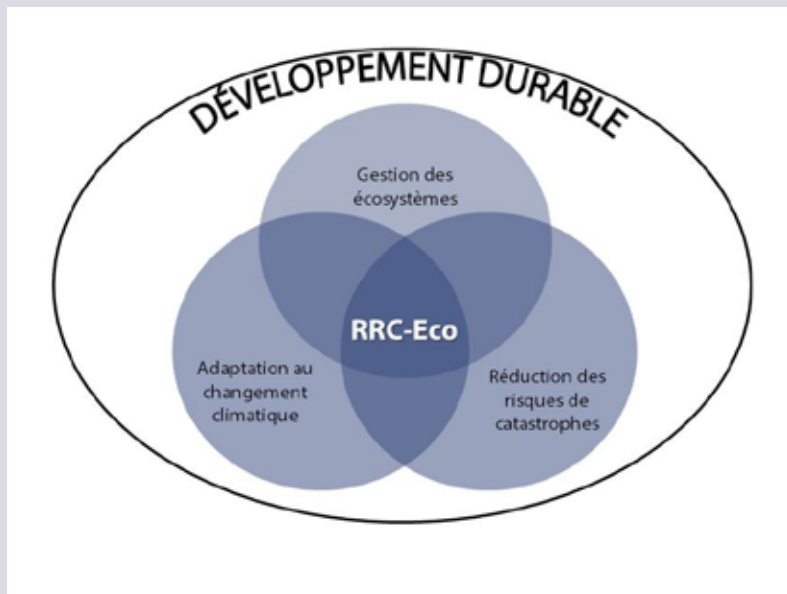 DÉVELOPPEMENT DURABLE
Gestion des
écosystèmes
RRC-Eco
Adaptation au
changement
climatique
Réduction des
risques de
catastrophes